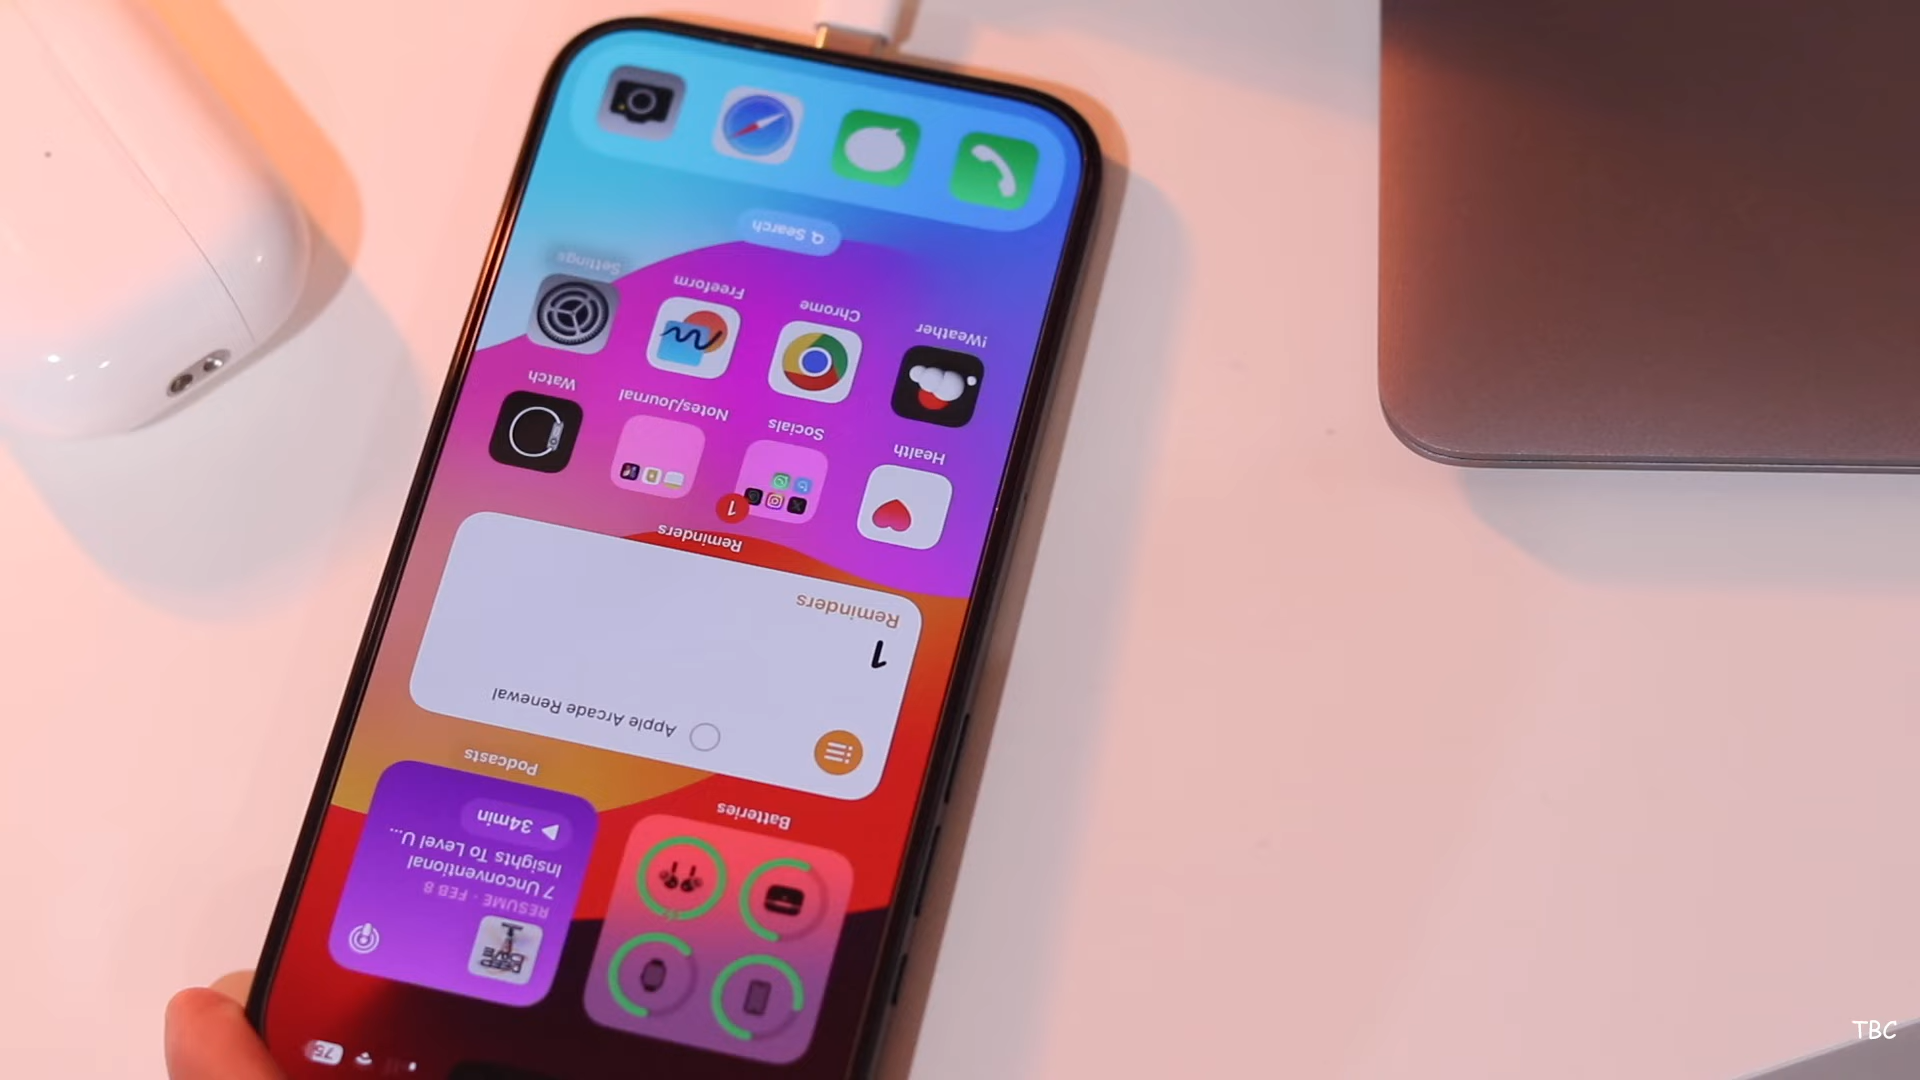 75
RESUME · FEB 8
7 Unconventional
Insights To Level U...
34min
Podcasts
Batteries
Apple Arcade Renewal
1
Reminders
Reminders
Health
1
Socials
Notes/Journal
Watch
iWeather
Chrome
Freeform
Settings
Search
TBC